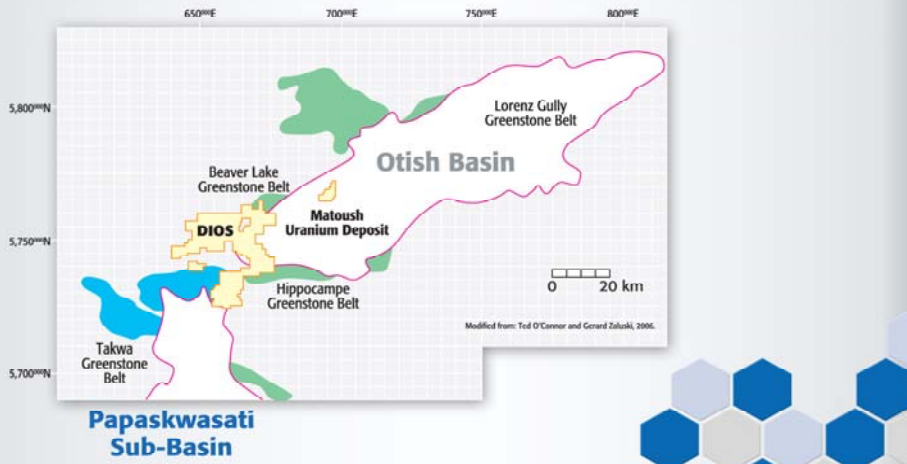 650⁰⁰⁰E 700⁰⁰⁰E 750⁰⁰⁰E 800⁰⁰⁰E
5,800⁰⁰⁰N
Lorenz Gully
Greenstone Belt
Otish Basin
Beaver Lake
Greenstone Belt
Matoush
Uranium Deposit
DIOS
5,750⁰⁰⁰N
Hippocampe
Greenstone Belt
0 20 km
Modified from: Ted O'Connor and Gerard Zaluski, 2006.
Takwa
Greenstone
Belt
5,700⁰⁰⁰N
Papaskwasati
Sub-Basin